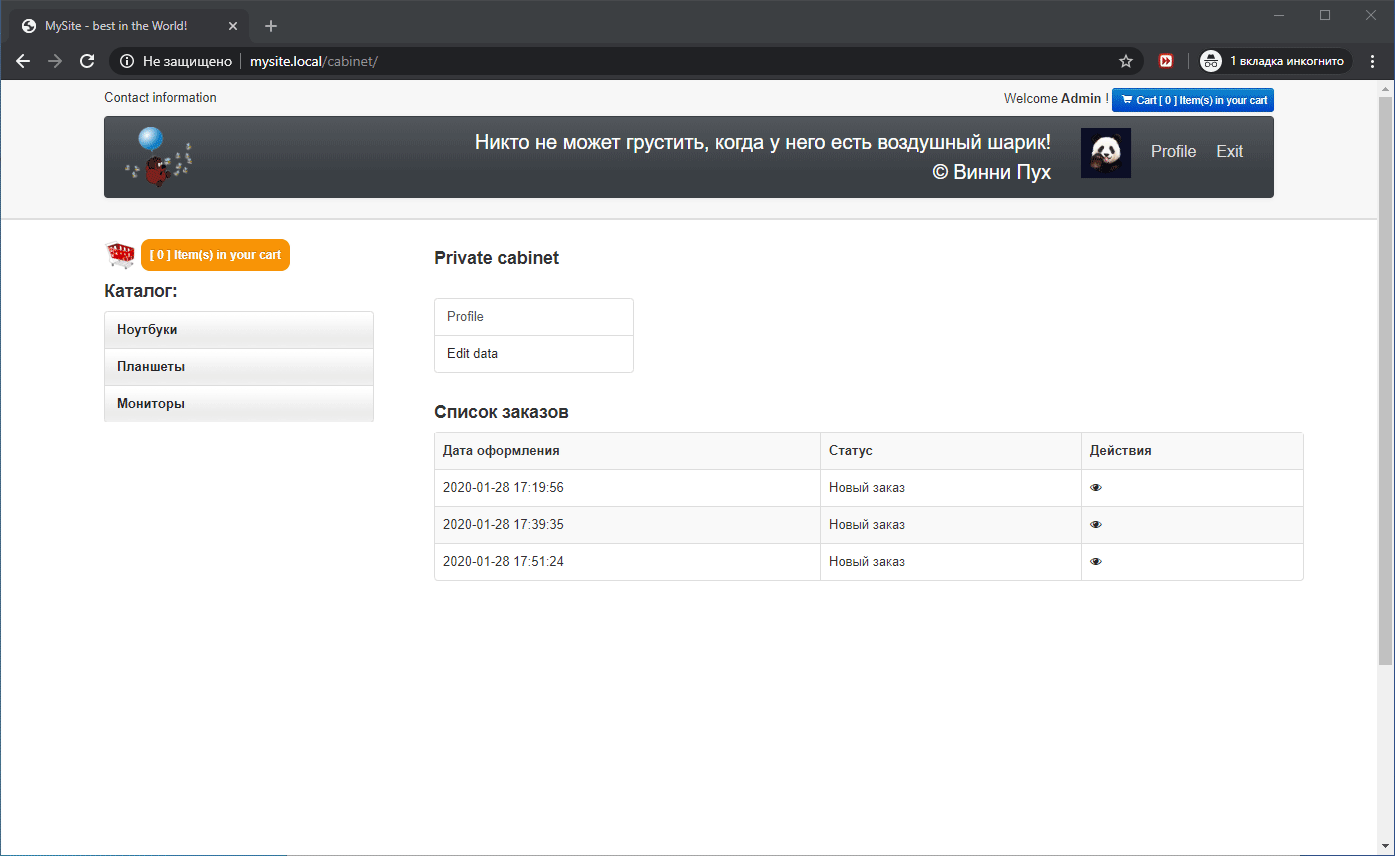 MySite - best in the World!
Не защищено
mysite.local/cabinet/
1 вкладка инкогнито
Contact information
Welcome Admin !
Cart [ 0 ] Item(s) in your cart
Никто не может грустить, когда у него есть воздушный шарик!
© Винни Пух
Profile
Exit
[ 0 ] Item(s) in your cart
Каталог:
Ноутбуки
Планшеты
Мониторы
Private cabinet
Profile
Edit data
Список заказов
Дата оформления Статус Действия
2020-01-28 17:19:56 Новый заказ
2020-01-28 17:39:35 Новый заказ
2020-01-28 17:51:24 Новый заказ